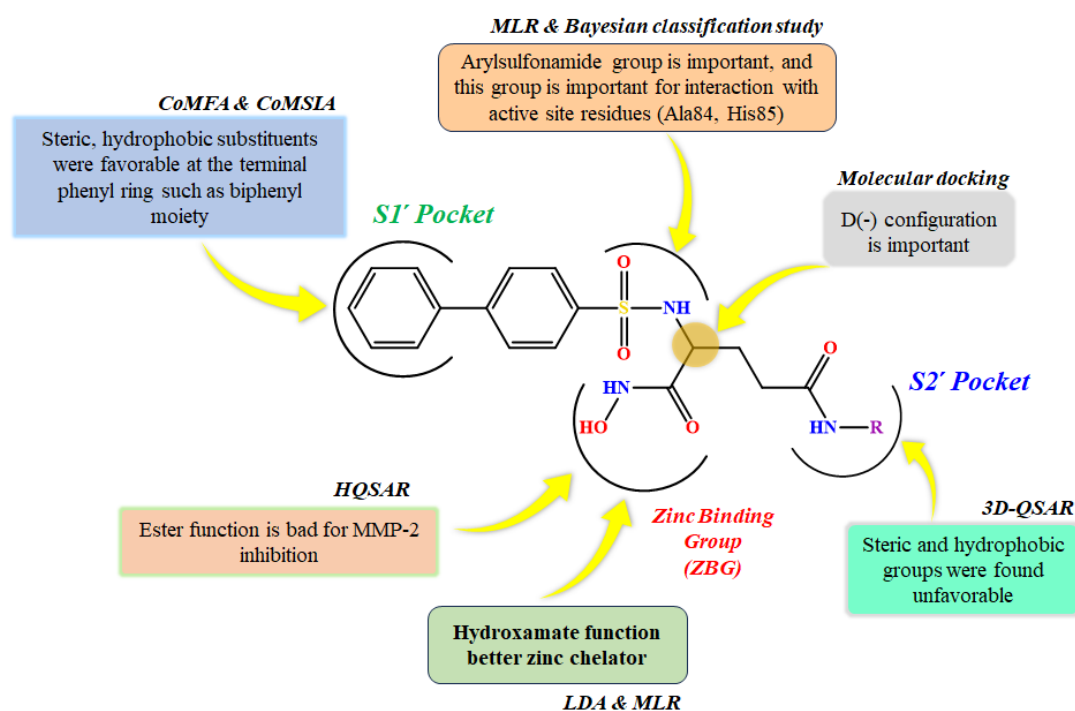 MLR & Bayesian classification study
Arylsulfonamide group is important, and
this group is important for interaction with
active site residues (Ala84, His85)
CoMFA & CoMSIA
Steric, hydrophobic substituents
were favorable at the terminal
phenyl ring such as biphenyl
moiety
Molecular docking
D(-) configuration
is important
S1′ Pocket
O
S
NH
O
O
S2′ Pocket
HN
HO
O
HN
R
HQSAR
Ester function is bad for MMP-2
inhibition
Zinc Binding
Group
(ZBG)
3D-QSAR
Steric and hydrophobic
groups were found
unfavorable
Hydroxamate function
better zinc chelator
LDA & MLR